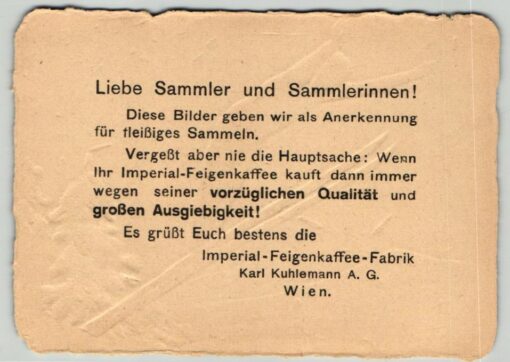 Liebe Sammler und Sammlerinnen!
Diese Bilder geben wir als Anerkennung
für fleißiges Sammeln.
Vergeßt aber nie die Hauptsache: Wenn
Ihr Imperial-Feigenkaffee kauft dann immer
wegen seiner vorzüglichen Qualität und
großen Ausgiebigkeit!
Es grüßt Euch bestens die
Imperial-Feigenkaffee-Fabrik
Karl Kuhlemann A. G.
Wien.